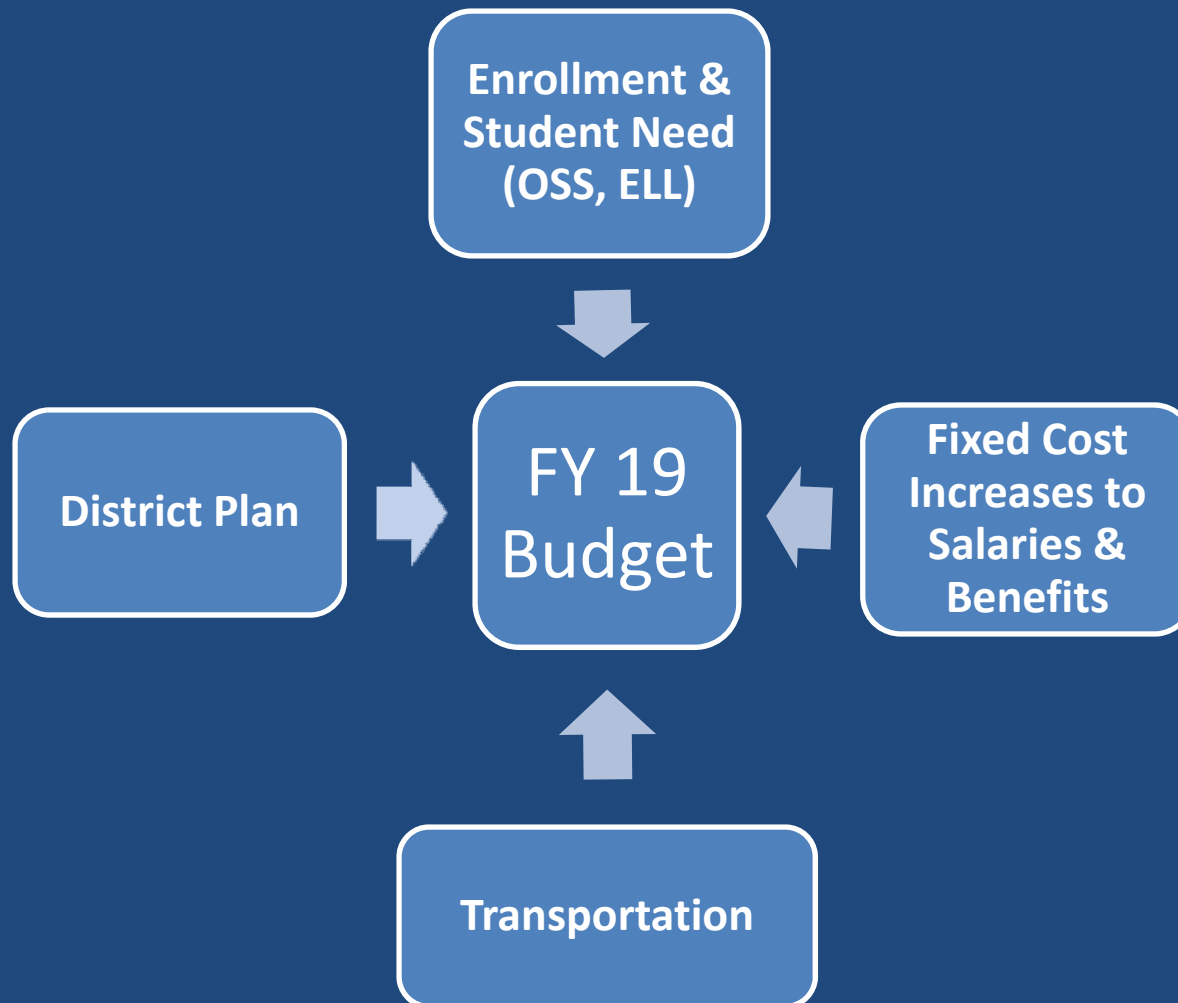 Enrollment &
Student Need
(OSS, ELL)
District Plan
FY 19
Budget
Fixed Cost
Increases to
Salaries &
Benefits
Transportation